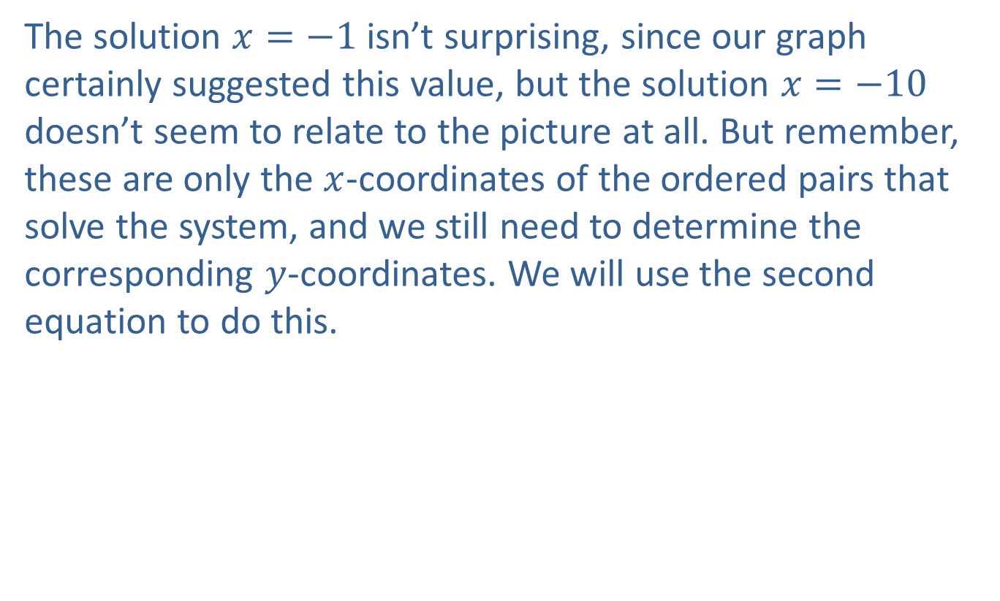 The solution 𝑥 = −1 isn’t surprising, since our graph
certainly suggested this value, but the solution 𝑥 = −10
doesn’t seem to relate to the picture at all. But remember,
these are only the 𝑥-coordinates of the ordered pairs that
solve the system, and we still need to determine the
corresponding 𝑦-coordinates. We will use the second
equation to do this.